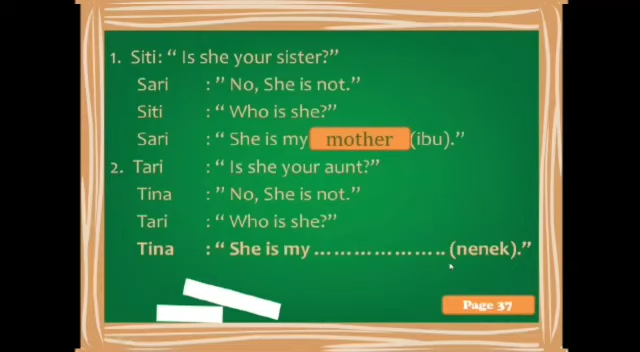 1. Siti: “ Is she your sister?”
Sari : ” No, She is not.”
Siti : “ Who is she?”
Sari : “ She is my mother (ibu).”
2. Tari : “ Is she your aunt?”
Tina : ” No, She is not.”
Tari : “ Who is she?”
Tina : “ She is my ……………….. (nenek).”
Page 37